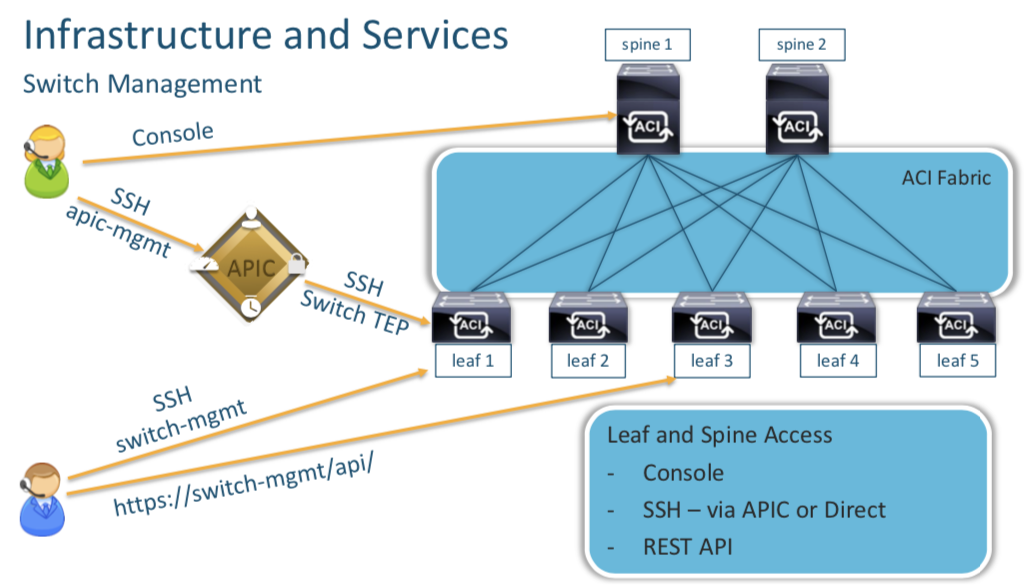 Infrastructure and Services
Switch Management
spine 1
spine 2
Console
ACI
ACI
ACI Fabric
SSH
apic-mgmt
APIC
SSH
Switch TEP
ACI
ACI
ACI
ACI
ACI
leaf 1
leaf 2
leaf 3
leaf 4
leaf 5
SSH
switch-mgmt
https://switch-mgmt/api/
Leaf and Spine Access
- Console
- SSH – via APIC or Direct
- REST API